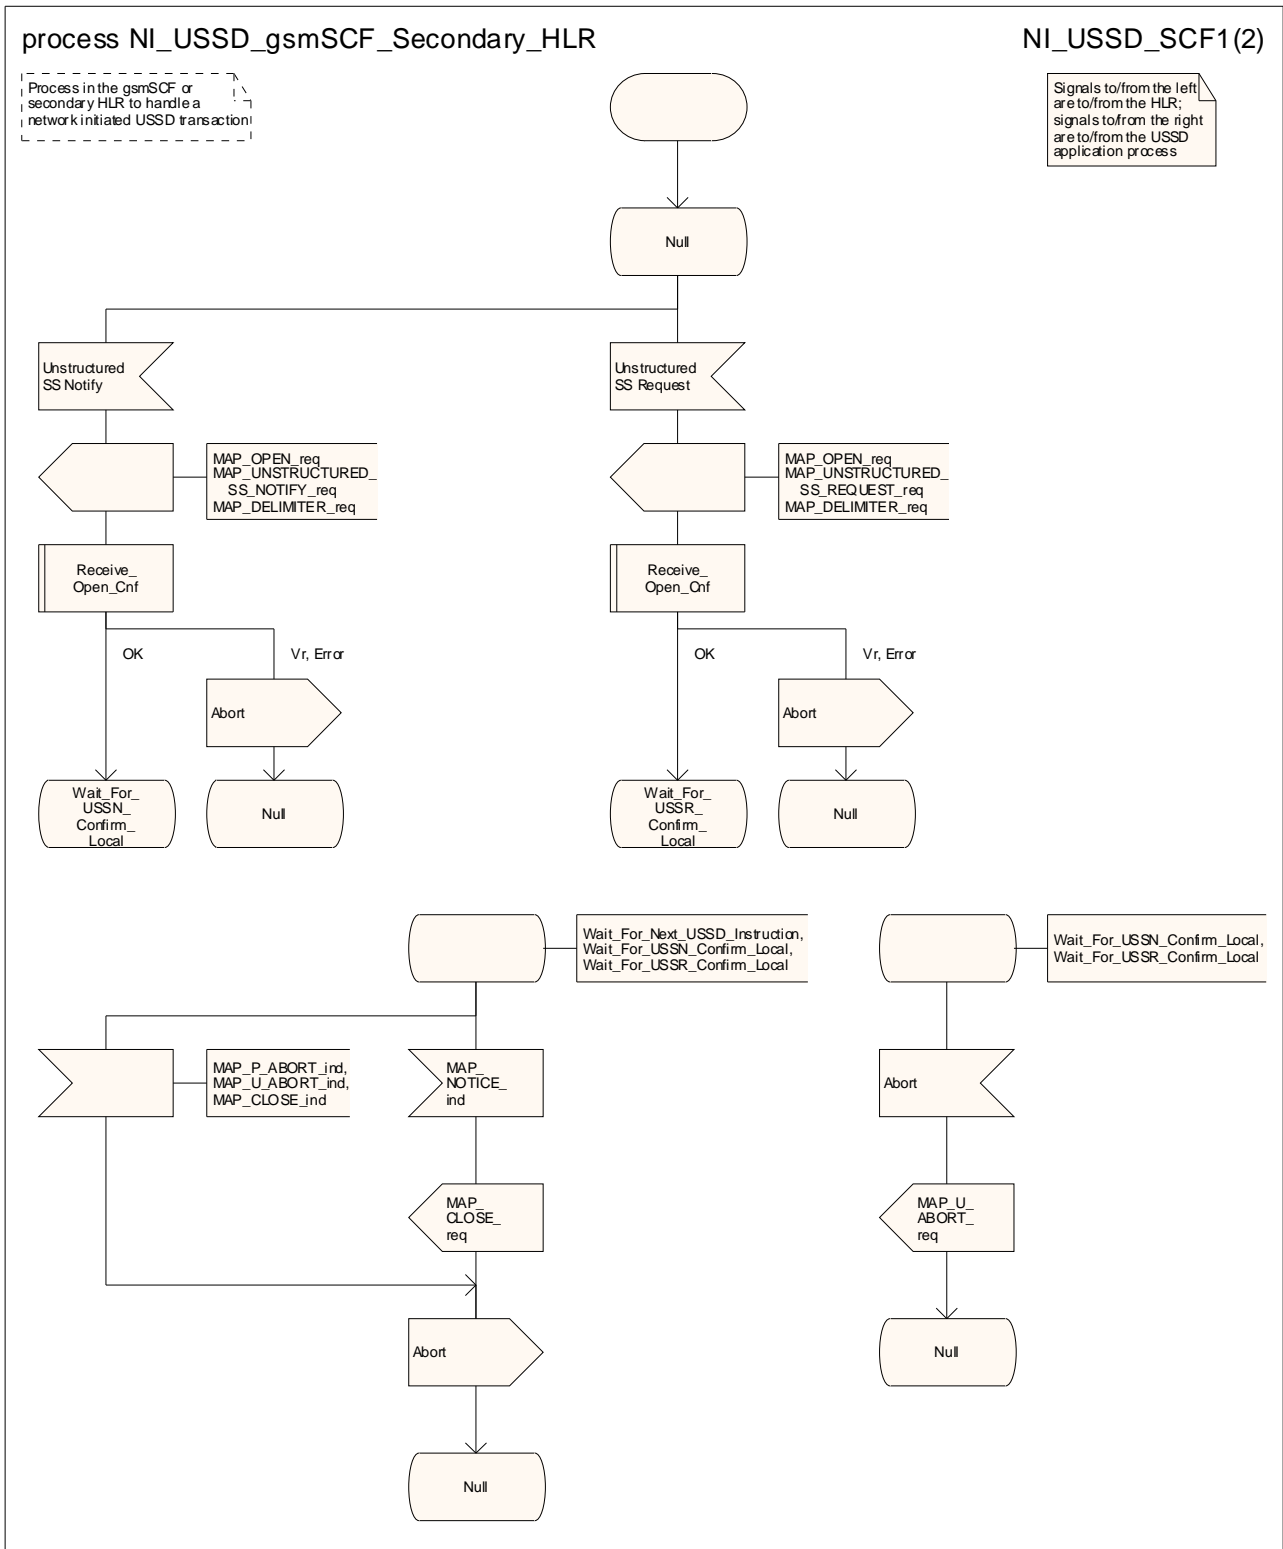 process NI_USSD_gsmSCF_Secondary_HLR
NI_USSD_SCF1(2)
Process in the gsmSCF or
secondary HLR to handle a
network initiated USSD transaction
Signals to/from the left
are to/from the HLR;
signals to/from the right
are to/from the USSD
application process
Null
Unstructured
SS Notify
Unstructured
SS Request
MAP_OPEN_req
MAP_UNSTRUCTURED_
SS_NOTIFY_req
MAP_DELIMITER_req
MAP_OPEN_req
MAP_UNSTRUCTURED_
SS_REQUEST_req
MAP_DELIMITER_req
Receive_
Open_Cnf
Receive_
Open_Cnf
OK
Vr, Error
OK
Vr, Error
Abort
Abort
Wait_For_
USSN_
Confirm_
Local
Null
Wait_For_
USSR_
Confirm_
Local
Null
Wait_For_Next_USSD_Instruction,
Wait_For_USSN_Confirm_Local,
Wait_For_USSR_Confirm_Local
Wait_For_USSN_Confirm_Local,
Wait_For_USSR_Confirm_Local
MAP_P_ABORT_ind,
MAP_U_ABORT_ind,
MAP_CLOSE_ind
MAP_
NOTICE_
ind
Abort
MAP_
CLOSE_
req
MAP_U_
ABORT_
req
Abort
Null
Null